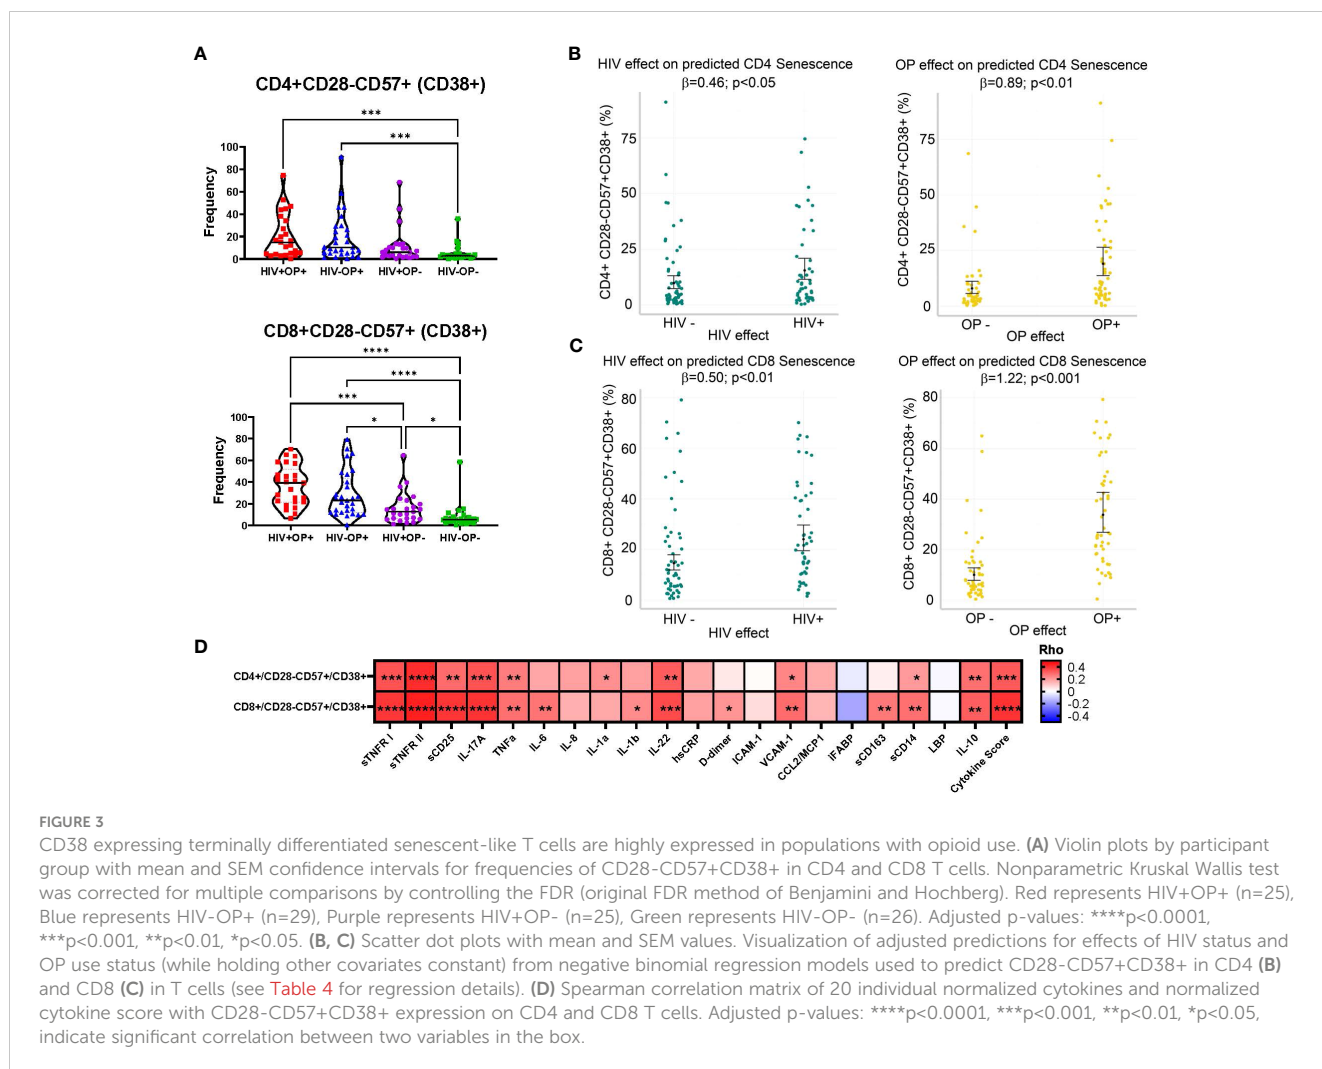 A
CD4+CD28-CD57+ (CD38+)
***
***
Frequency
100
80
60
40
20
0
HIV+OP+ HIV-OP+ HIV+OP- HIV-OP-
CD8+CD28-CD57+ (CD38+)
****
****
***
* *
Frequency
100
80
60
40
20
0
HIV+OP+ HIV-OP+ HIV+OP- HIV-OP-
B
HIV effect on predicted CD4 Senescence
β=0.46; p<0.05
CD4+ CD28-CD57+CD38+ (%)
75
50
25
0
HIV - HIV+
HIV effect
OP effect on predicted CD4 Senescence
β=0.89; p<0.01
CD4+ CD28-CD57+CD38+ (%)
75
50
25
0
OP - OP+
OP effect
C
HIV effect on predicted CD8 Senescence
β=0.50; p<0.01
CD8+ CD28-CD57+CD38+ (%)
80
60
40
20
0
HIV - HIV+
HIV effect
OP effect on predicted CD8 Senescence
β=1.22; p<0.001
CD8+ CD28-CD57+CD38+ (%)
80
60
40
20
0
OP - OP+
OP effect
D
CD4+/CD28-CD57+/CD38+ *** **** ** *** ** * ** * * ** ***
CD8+/CD28-CD57+/CD38+ **** **** **** **** ** ** * *** * ** ** ** ** ****
sTNFR I sTNFR II sCD25 IL-17A TNFa IL-6 IL-8 IL-1a IL-1b IL-22 hsCRP D-dimer ICAM-1 VCAM-1 CCL2/MCP1 iFABP sCD163 sCD14 LBP IL-10 Cytokine Score
Rho
0.4
0.2
0
-0.2
-0.4
FIGURE 3
CD38 expressing terminally differentiated senescent-like T cells are highly expressed in populations with opioid use. (A) Violin plots by participant
group with mean and SEM confidence intervals for frequencies of CD28-CD57+CD38+ in CD4 and CD8 T cells. Nonparametric Kruskal Wallis test
was corrected for multiple comparisons by controlling the FDR (original FDR method of Benjamini and Hochberg). Red represents HIV+OP+ (n=25),
Blue represents HIV-OP+ (n=29), Purple represents HIV+OP- (n=25), Green represents HIV-OP- (n=26). Adjusted p-values: ****p<0.0001,
***p<0.001, **p<0.01, *p<0.05. (B, C) Scatter dot plots with mean and SEM values. Visualization of adjusted predictions for effects of HIV status and
OP use status (while holding other covariates constant) from negative binomial regression models used to predict CD28-CD57+CD38+ in CD4 (B)
and CD8 (C) in T cells (see Table 4 for regression details). (D) Spearman correlation matrix of 20 individual normalized cytokines and normalized
cytokine score with CD28-CD57+CD38+ expression on CD4 and CD8 T cells. Adjusted p-values: ****p<0.0001, ***p<0.001, **p<0.01, *p<0.05,
indicate significant correlation between two variables in the box.